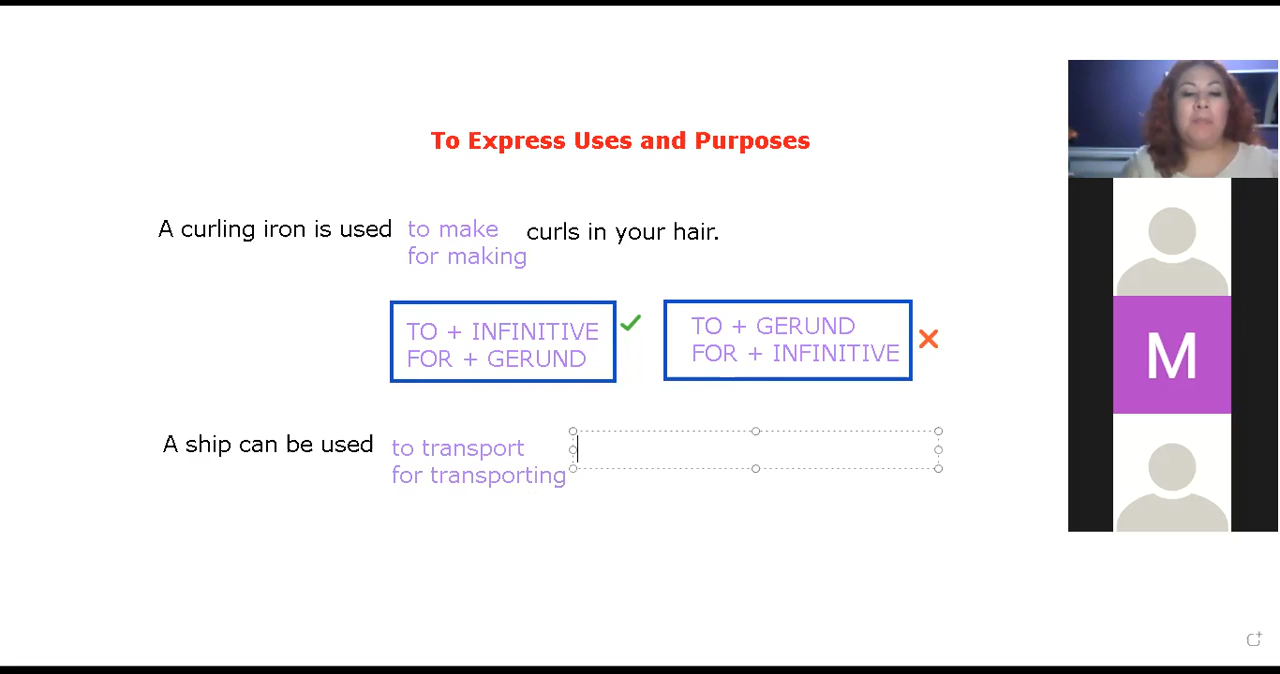 To Express Uses and Purposes
A curling iron is used to make curls in your hair.
for making
TO + INFINITIVE
FOR + GERUND
TO + GERUND
FOR + INFINITIVE
A ship can be used to transport
for transporting
M